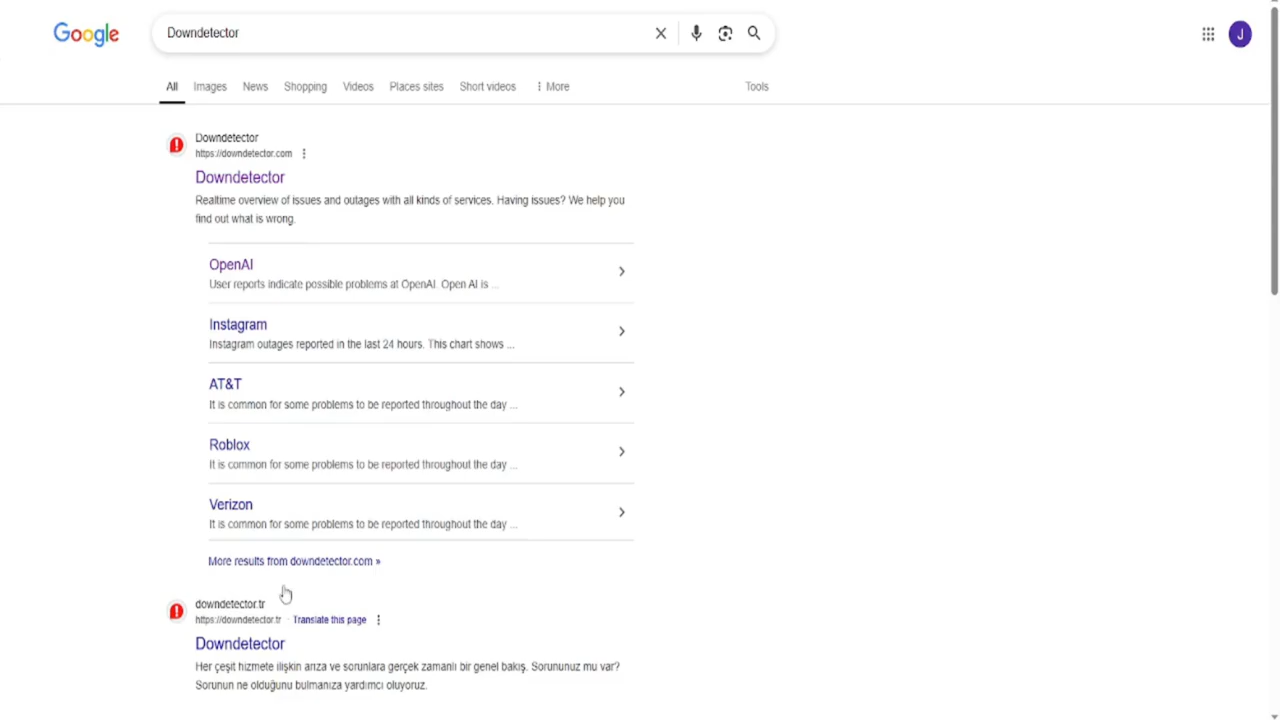 Google
Downdetector
J
All Images News Shopping Videos Places sites Short videos More Tools
Downdetector
https://downdetector.com
Downdetector
Realtime overview of issues and outages with all kinds of services. Having issues? We help you
find out what is wrong.
OpenAI
User reports indicate possible problems at OpenAI. Open AI is ...
Instagram
Instagram outages reported in the last 24 hours. This chart shows ...
AT&T
It is common for some problems to be reported throughout the day ...
Roblox
It is common for some problems to be reported throughout the day ...
Verizon
It is common for some problems to be reported throughout the day ...
More results from downdetector.com »
downdetector.tr
https://downdetector.tr · Translate this page
Downdetector
Her çeşit hizmete ilişkin arıza ve sorunlara gerçek zamanlı bir genel bakış. Sorununuz mu var?
Sorunun ne olduğunu bulmanıza yardımcı oluyoruz.